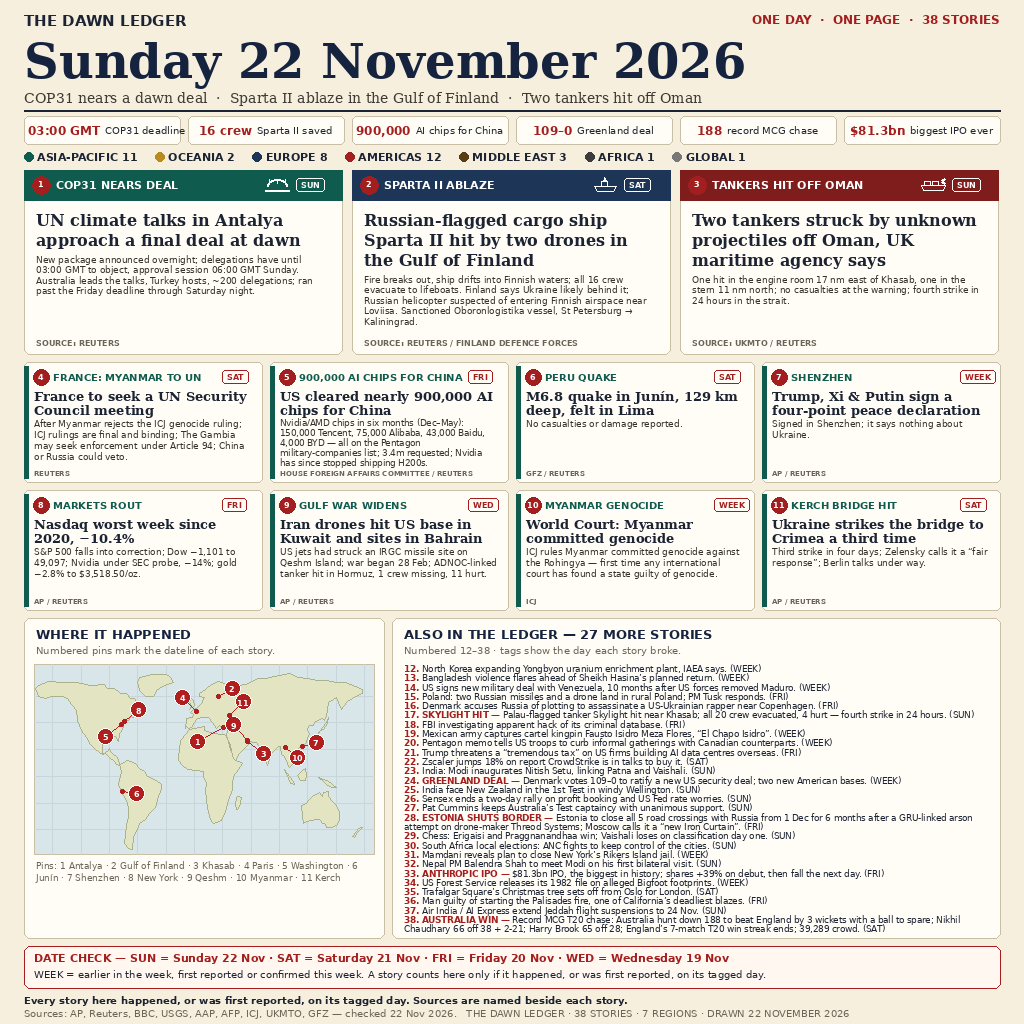 THE DAWN LEDGER
ONE DAY · ONE PAGE · 38 STORIES
Sunday 22 November 2026
COP31 nears a dawn deal · Sparta II ablaze in the Gulf of Finland · Two tankers hit off Oman
03:00 GMT COP31 deadline
16 crew Sparta II saved
900,000 AI chips for China
109–0 Greenland deal
188 record MCG chase
$81.3bn biggest IPO ever
ASIA-PACIFIC 11
OCEANIA 2
EUROPE 8
AMERICAS 12
MIDDLE EAST 3
AFRICA 1
GLOBAL 1
1 COP31 NEARS DEAL SUN
UN climate talks in Antalya
approach a final deal at dawn
New package announced overnight; delegations have until
03:00 GMT to object, approval session 06:00 GMT Sunday.
Australia leads the talks, Turkey hosts, ~200 delegations; ran
past the Friday deadline through Saturday night.
SOURCE: REUTERS
2 SPARTA II ABLAZE SAT
Russian-flagged cargo ship
Sparta II hit by two drones in
the Gulf of Finland
Fire breaks out, ship drifts into Finnish waters; all 16 crew
evacuate to lifeboats. Finland says Ukraine likely behind it;
Russian helicopter suspected of entering Finnish airspace near
Loviisa. Sanctioned Oboronlogistika vessel, St Petersburg →
Kaliningrad.
SOURCE: REUTERS / FINLAND DEFENCE FORCES
3 TANKERS HIT OFF OMAN SUN
Two tankers struck by unknown
projectiles off Oman, UK
maritime agency says
One hit in the engine room 17 nm east of Khasab, one in the
stem 11 nm north; no casualties at the warning; fourth strike in
24 hours in the strait.
SOURCE: UKMTO / REUTERS
4 FRANCE: MYANMAR TO UN SAT
France to seek a UN Security
Council meeting
After Myanmar rejects the ICJ genocide ruling;
ICJ rulings are final and binding; The Gambia
may seek enforcement under Article 94; China
or Russia could veto.
REUTERS
5 900,000 AI CHIPS FOR CHINA FRI
US cleared nearly 900,000 AI
chips for China
Nvidia/AMD chips in six months (Dec–May):
150,000 Tencent, 75,000 Alibaba, 43,000 Baidu,
4,000 BYD — all on the Pentagon
military-companies list; 3.4m requested; Nvidia
has since stopped shipping H200s.
HOUSE FOREIGN AFFAIRS COMMITTEE / REUTERS
6 PERU QUAKE SAT
M6.8 quake in Junín, 129 km
deep, felt in Lima
No casualties or damage reported.
GFZ / REUTERS
7 SHENZHEN WEEK
Trump, Xi & Putin sign a
four-point peace declaration
Signed in Shenzhen; it says nothing about
Ukraine.
AP / REUTERS
8 MARKETS ROUT FRI
Nasdaq worst week since
2020, −10.4%
S&P 500 falls into correction; Dow −1,101 to
49,097; Nvidia under SEC probe, −14%; gold
−2.8% to $3,518.50/oz.
AP / REUTERS
9 GULF WAR WIDENS WED
Iran drones hit US base in
Kuwait and sites in Bahrain
US jets had struck an IRGC missile site on
Qeshm Island; war began 28 Feb; ADNOC-linked
tanker hit in Hormuz, 1 crew missing, 11 hurt.
AP / REUTERS
10 MYANMAR GENOCIDE WEEK
World Court: Myanmar
committed genocide
ICJ rules Myanmar committed genocide against
the Rohingya — first time any international
court has found a state guilty of genocide.
ICJ
11 KERCH BRIDGE HIT SAT
Ukraine strikes the bridge to
Crimea a third time
Third strike in four days; Zelensky calls it a “fair
response”; Berlin talks under way.
AP / REUTERS
WHERE IT HAPPENED
Numbered pins mark the dateline of each story.
4
2
11
8
5
9
1
3
7
10
6
Pins: 1 Antalya · 2 Gulf of Finland · 3 Khasab · 4 Paris · 5 Washington · 6
Junín · 7 Shenzhen · 8 New York · 9 Qeshm · 10 Myanmar · 11 Kerch
ALSO IN THE LEDGER — 27 MORE STORIES
Numbered 12–38 · tags show the day each story broke.
12. North Korea expanding Yongbyon uranium enrichment plant, IAEA says. (WEEK)
13. Bangladesh violence flares ahead of Sheikh Hasina’s planned return. (WEEK)
14. US signs new military deal with Venezuela, 10 months after US forces removed Maduro. (WEEK)
15. Poland: two Russian missiles and a drone land in rural Poland; PM Tusk responds. (FRI)
16. Denmark accuses Russia of plotting to assassinate a US-Ukrainian rapper near Copenhagen. (FRI)
17. SKYLIGHT HIT — Palau-flagged tanker Skylight hit near Khasab; all 20 crew evacuated, 4 hurt — fourth strike in 24 hours. (SUN)
18. FBI investigating apparent hack of its criminal database. (FRI)
19. Mexican army captures cartel kingpin Fausto Isidro Meza Flores, “El Chapo Isidro”. (WEEK)
20. Pentagon memo tells US troops to curb informal gatherings with Canadian counterparts. (WEEK)
21. Trump threatens a “tremendous tax” on US firms building AI data centres overseas. (FRI)
22. Zscaler jumps 18% on report CrowdStrike is in talks to buy it. (SAT)
23. India: Modi inaugurates Nitish Setu, linking Patna and Vaishali. (SUN)
24. GREENLAND DEAL — Denmark votes 109–0 to ratify a new US security deal; two new American bases. (WEEK)
25. India face New Zealand in the 1st Test in windy Wellington. (SUN)
26. Sensex ends a two-day rally on profit booking and US Fed rate worries. (SUN)
27. Pat Cummins keeps Australia’s Test captaincy with unanimous support. (SUN)
28. ESTONIA SHUTS BORDER — Estonia to close all 5 road crossings with Russia from 1 Dec for 6 months after a GRU-linked arson
attempt on drone-maker Threod Systems; Moscow calls it a “new Iron Curtain”. (FRI)
29. Chess: Erigaisi and Praggnanandhaa win; Vaishali loses on classification day one. (SUN)
30. South Africa local elections: ANC fights to keep control of the cities. (SUN)
31. Mamdani reveals plan to close New York’s Rikers Island jail. (WEEK)
32. Nepal PM Balendra Shah to meet Modi on his first bilateral visit. (SUN)
33. ANTHROPIC IPO — $81.3bn IPO, the biggest in history; shares +39% on debut, then fall the next day. (FRI)
34. US Forest Service releases its 1982 file on alleged Bigfoot footprints. (WEEK)
35. Trafalgar Square’s Christmas tree sets off from Oslo for London. (SAT)
36. Man guilty of starting the Palisades fire, one of California’s deadliest blazes. (FRI)
37. Air India / AI Express extend Jeddah flight suspensions to 24 Nov. (SUN)
38. AUSTRALIA WIN — Record MCG T20 chase: Australia hunt down 188 to beat England by 3 wickets with a ball to spare; Nikhil
Chaudhary 66 off 38 + 2-21; Harry Brook 65 off 28; England’s 7-match T20 win streak ends; 39,289 crowd. (SAT)
DATE CHECK — SUN = Sunday 22 Nov · SAT = Saturday 21 Nov · FRI = Friday 20 Nov · WED = Wednesday 19 Nov
WEEK = earlier in the week, first reported or confirmed this week. A story counts here only if it happened, or was first reported, on its tagged day.
Every story here happened, or was first reported, on its tagged day. Sources are named beside each story.
Sources: AP, Reuters, BBC, USGS, AAP, AFP, ICJ, UKMTO, GFZ — checked 22 Nov 2026. THE DAWN LEDGER · 38 STORIES · 7 REGIONS · DRAWN 22 NOVEMBER 2026